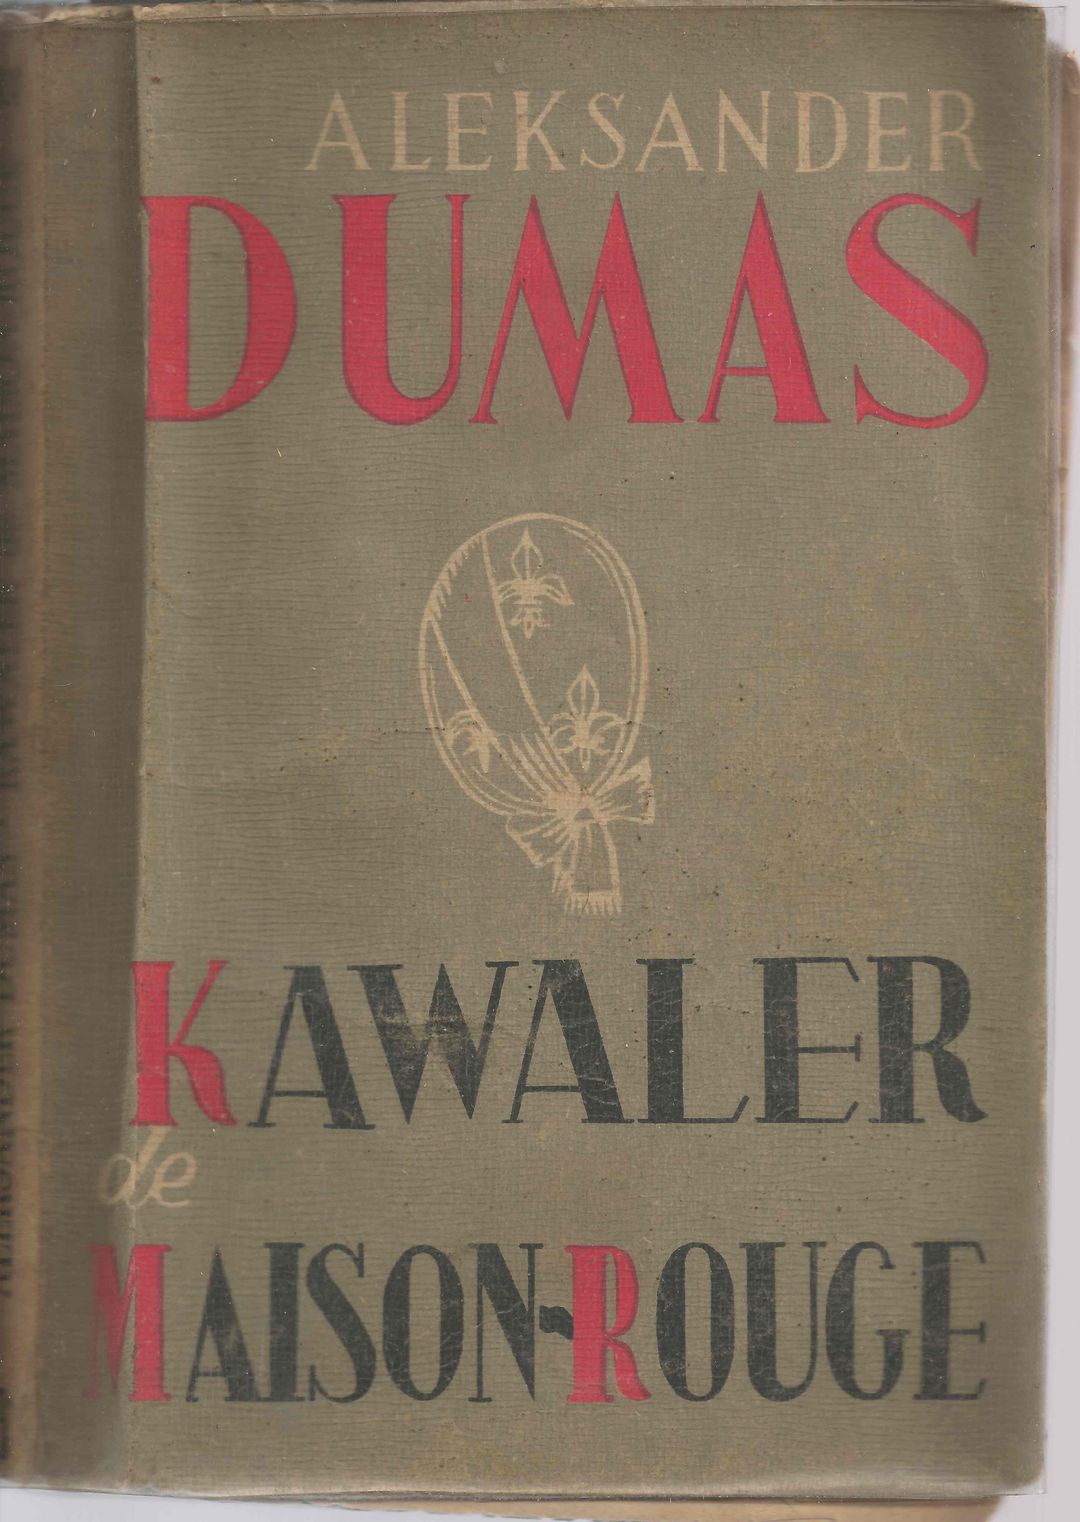 ALEKSANDER
DUMAS
KAWALER
de
MAISON-ROUGE